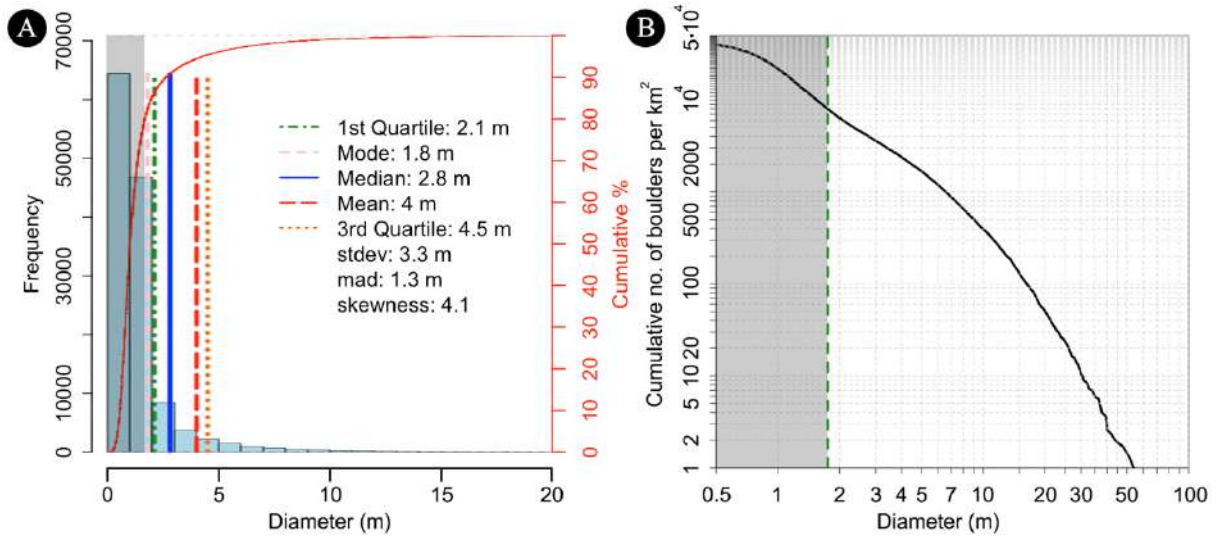 A
70000
50000
30000
10000
0
Frequency
0
5
10
15
20
Diameter (m)
1st Quartile: 2.1 m
Mode: 1.8 m
Median: 2.8 m
Mean: 4 m
3rd Quartile: 4.5 m
stdev: 3.3 m
mad: 1.3 m
skewness: 4.1
90
80
70
60
50
40
30
20
10
0
Cumulative %
B
5·10⁴
10⁴
2000
500
100
20
10
5
2
1
Cumulative no. of boulders per km²
0.5
1
2
3
4
5
7
10
20
30
50
100
Diameter (m)